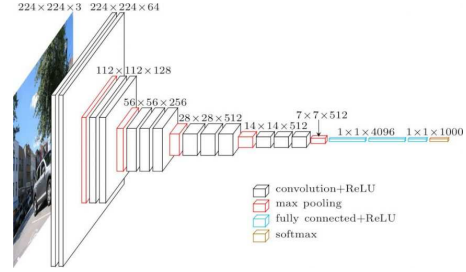 224×224×3
224×224×64
112×112×128
56×56×256
28×28×512
14×14×512
7×7×512
1×1×4096
1×1×1000
convolution+ReLU
max pooling
fully connected+ReLU
softmax